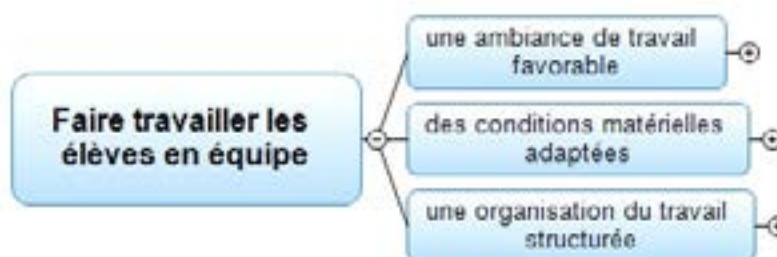 Faire travailler les
élèves en équipe
une ambiance de travail
favorable
des conditions matérielles
adaptées
une organisation du travail
structurée